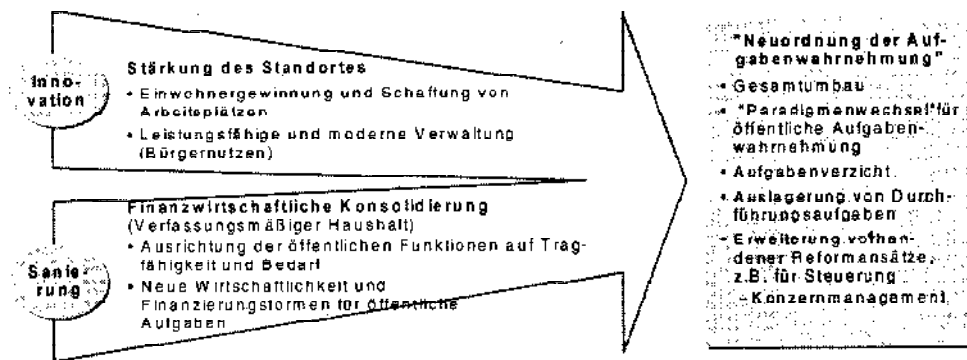 Inno-
vation
Stärkung des Standortes
• Einwohnergewinnung und Schaffung von
Arbeitsplätzen
• Leistungsfähige und moderne Verwaltung
(Bürgernutzen)
Sanie-
rung
Finanzwirtschaftliche Konsolidierung
(Verfassungsmäßiger Haushalt)
• Ausrichtung der öffentlichen Funktionen auf Trag-
fähigkeit und Bedarf
• Neue Wirtschaftlichkeit und
Finanzierungsformen für öffentliche
Aufgaben
"Neuordnung der Auf-
gabenwahrnehmung"
• Gesamtumbau
• "Paradigmenwechsel" für
öffentliche Aufgaben-
wahrnehmung
• Aufgabenverzicht
• Auslagerung von Durch-
führungsaufgaben
- Erweiterung vorhan-
dener Reformansätze,
z.B. für Steuerung
- Konzernmanagement